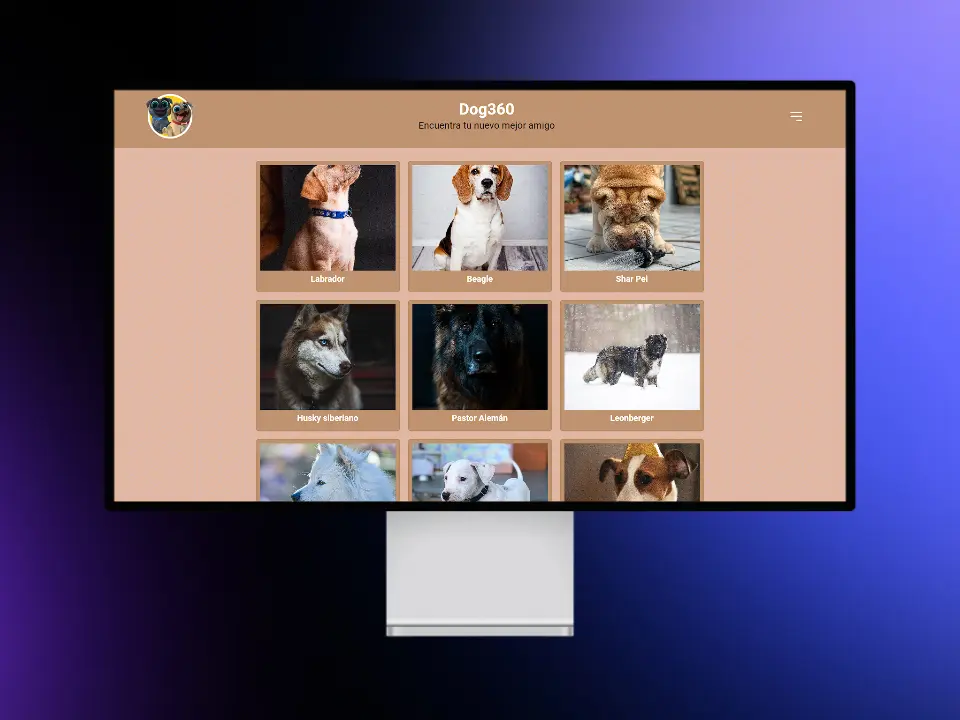 Dog360
Encuentra tu nuevo mejor amigo
Labrador
Beagle
Shar Pei
Husky siberiano
Pastor Alemán
Leonberger